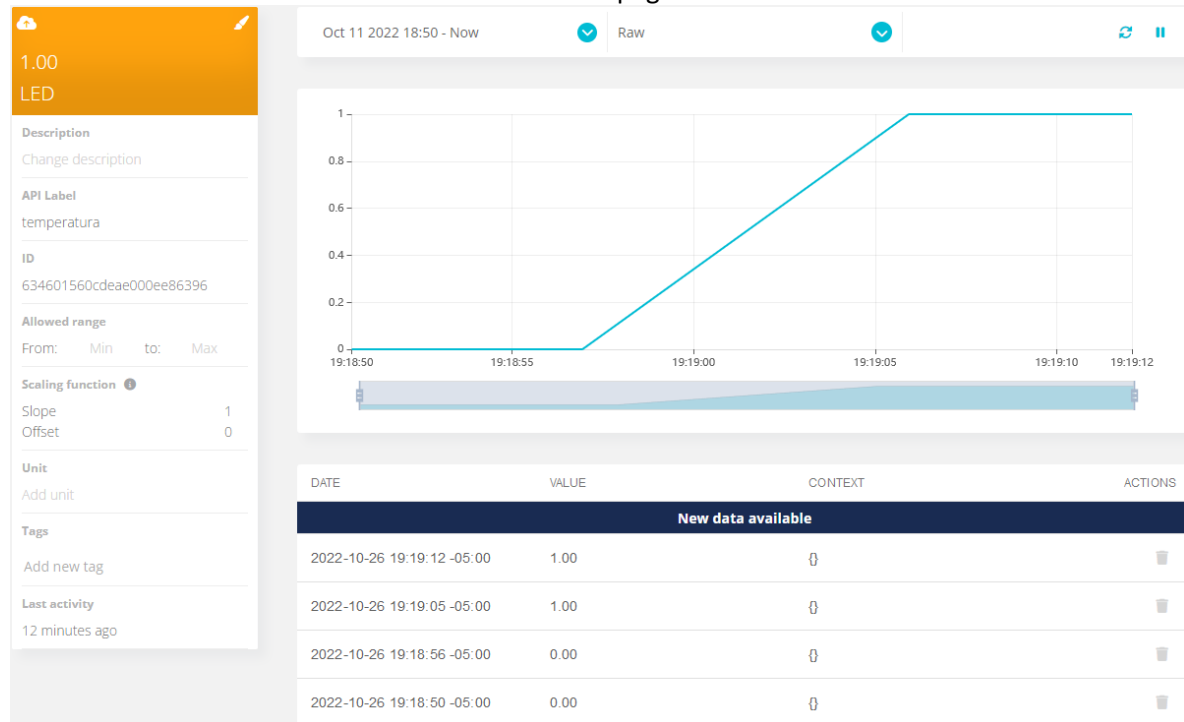 Oct 11 2022 18:50 - Now Raw
1.00
LED
Description
Change description
API Label
temperatura
ID
634601560cdeae000ee86396
Allowed range
From: Min to: Max
Scaling function
Slope 1
Offset 0
Unit
Add unit
Tags
Add new tag
Last activity
12 minutes ago
1
0.8
0.6
0.4
0.2
0
19:18:50 19:18:55 19:19:00 19:19:05 19:19:10 19:19:12
DATE VALUE CONTEXT ACTIONS
New data available
2022-10-26 19:19:12 -05:00 1.00 {}
2022-10-26 19:19:05 -05:00 1.00 {}
2022-10-26 19:18:56 -05:00 0.00 {}
2022-10-26 19:18:50 -05:00 0.00 {}